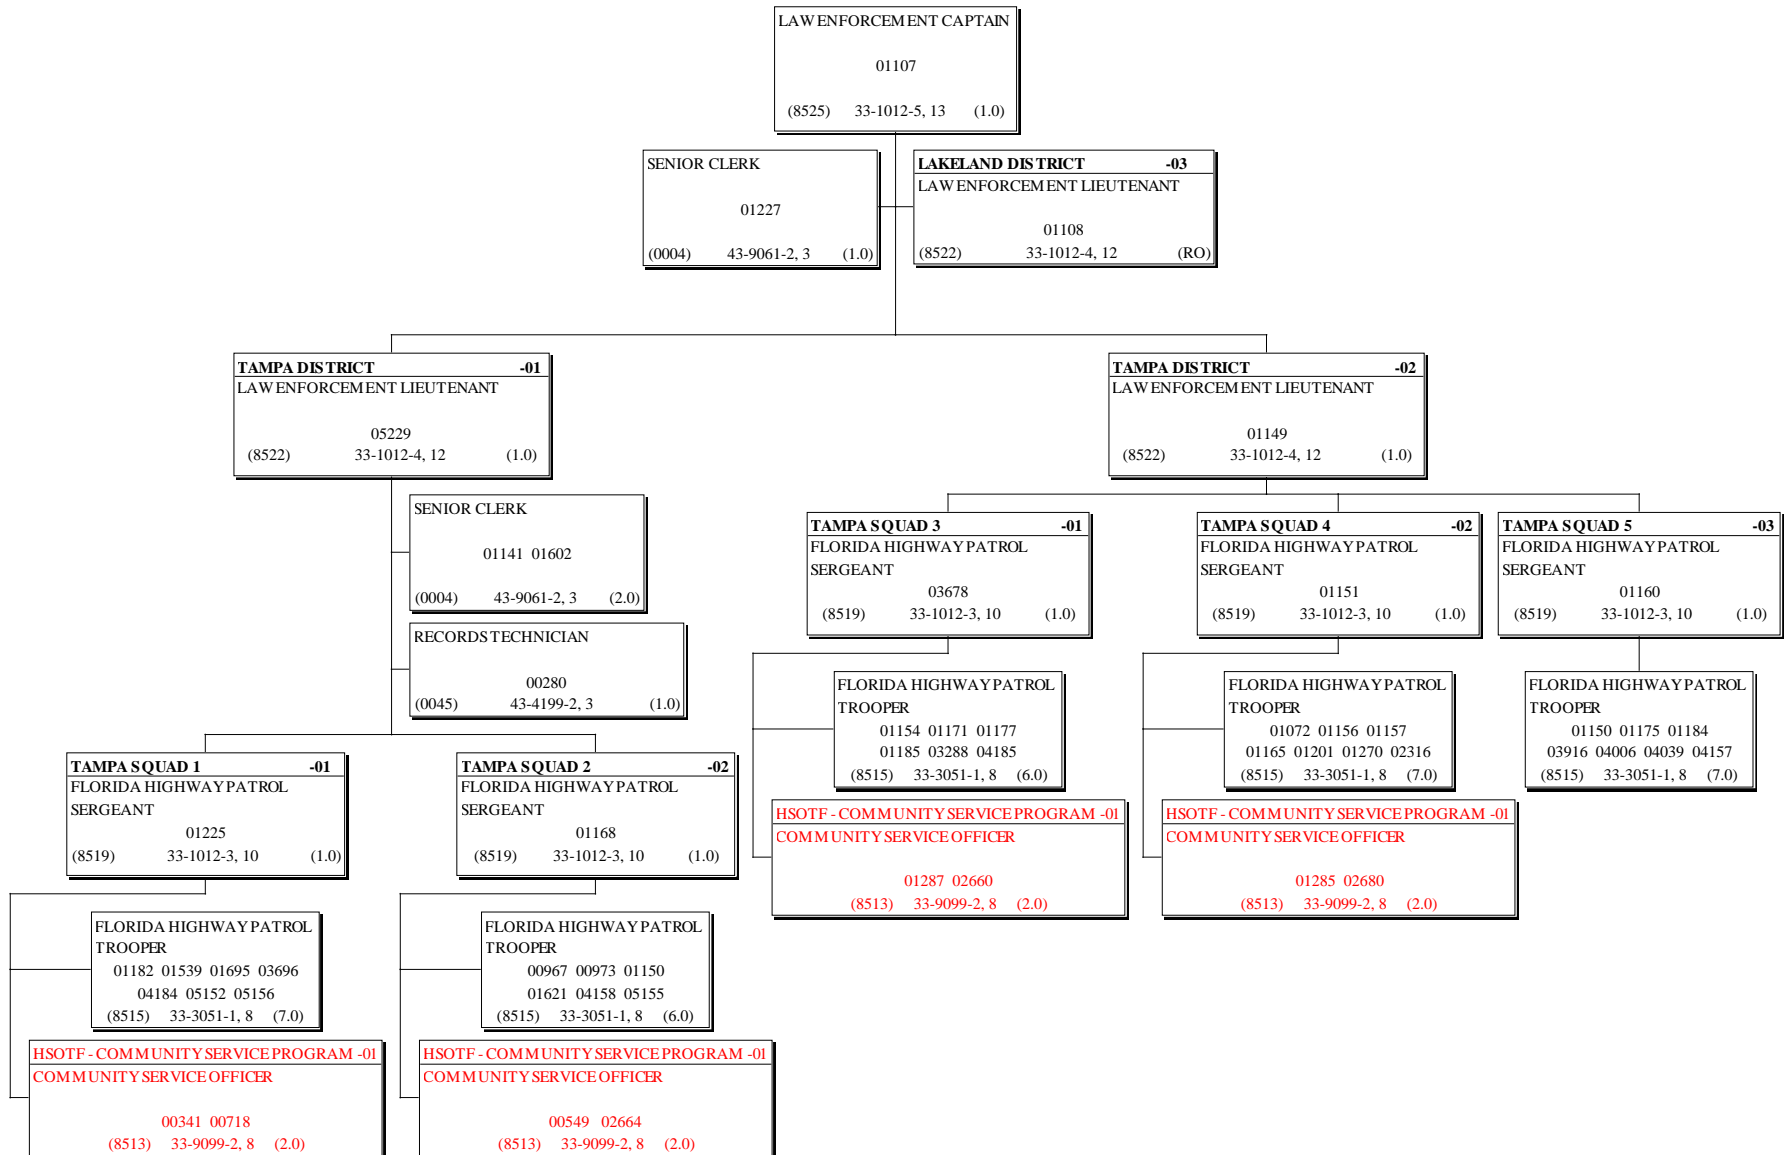 LAW ENFORCEMENT CAPTAIN
01107
(8525) 33-1012-5, 13 (1.0)
SENIOR CLERK
01227
(0004) 43-9061-2, 3 (1.0)
LAKELAND DISTRICT -03
LAW ENFORCEMENT LIEUTENANT
01108
(8522) 33-1012-4, 12 (RO)
TAMPA DISTRICT -01
LAW ENFORCEMENT LIEUTENANT
05229
(8522) 33-1012-4, 12 (1.0)
SENIOR CLERK
01141 01602
(0004) 43-9061-2, 3 (2.0)
RECORDS TECHNICIAN
00280
(0045) 43-4199-2, 3 (1.0)
TAMPA SQUAD 1 -01
FLORIDA HIGHWAY PATROL
SERGEANT
01225
(8519) 33-1012-3, 10 (1.0)
FLORIDA HIGHWAY PATROL
TROOPER
01182 01539 01695 03696
04184 05152 05156
(8515) 33-3051-1, 8 (7.0)
HSOTF - COMMUNITY SERVICE PROGRAM -01
COMMUNITY SERVICE OFFICER
00341 00718
(8513) 33-9099-2, 8 (2.0)
TAMPA SQUAD 2 -02
FLORIDA HIGHWAY PATROL
SERGEANT
01168
(8519) 33-1012-3, 10 (1.0)
FLORIDA HIGHWAY PATROL
TROOPER
00967 00973 01150
01621 04158 05155
(8515) 33-3051-1, 8 (6.0)
HSOTF - COMMUNITY SERVICE PROGRAM -01
COMMUNITY SERVICE OFFICER
00549 02664
(8513) 33-9099-2, 8 (2.0)
TAMPA DISTRICT -02
LAW ENFORCEMENT LIEUTENANT
01149
(8522) 33-1012-4, 12 (1.0)
TAMPA SQUAD 3 -01
FLORIDA HIGHWAY PATROL
SERGEANT
03678
(8519) 33-1012-3, 10 (1.0)
FLORIDA HIGHWAY PATROL
TROOPER
01154 01171 01177
01185 03288 04185
(8515) 33-3051-1, 8 (6.0)
HSOTF - COMMUNITY SERVICE PROGRAM -01
COMMUNITY SERVICE OFFICER
01287 02660
(8513) 33-9099-2, 8 (2.0)
TAMPA SQUAD 4 -02
FLORIDA HIGHWAY PATROL
SERGEANT
01151
(8519) 33-1012-3, 10 (1.0)
FLORIDA HIGHWAY PATROL
TROOPER
01072 01156 01157
01165 01201 01270 02316
(8515) 33-3051-1, 8 (7.0)
HSOTF - COMMUNITY SERVICE PROGRAM -01
COMMUNITY SERVICE OFFICER
01285 02680
(8513) 33-9099-2, 8 (2.0)
TAMPA SQUAD 5 -03
FLORIDA HIGHWAY PATROL
SERGEANT
01160
(8519) 33-1012-3, 10 (1.0)
FLORIDA HIGHWAY PATROL
TROOPER
01150 01175 01184
03916 04006 04039 04157
(8515) 33-3051-1, 8 (7.0)